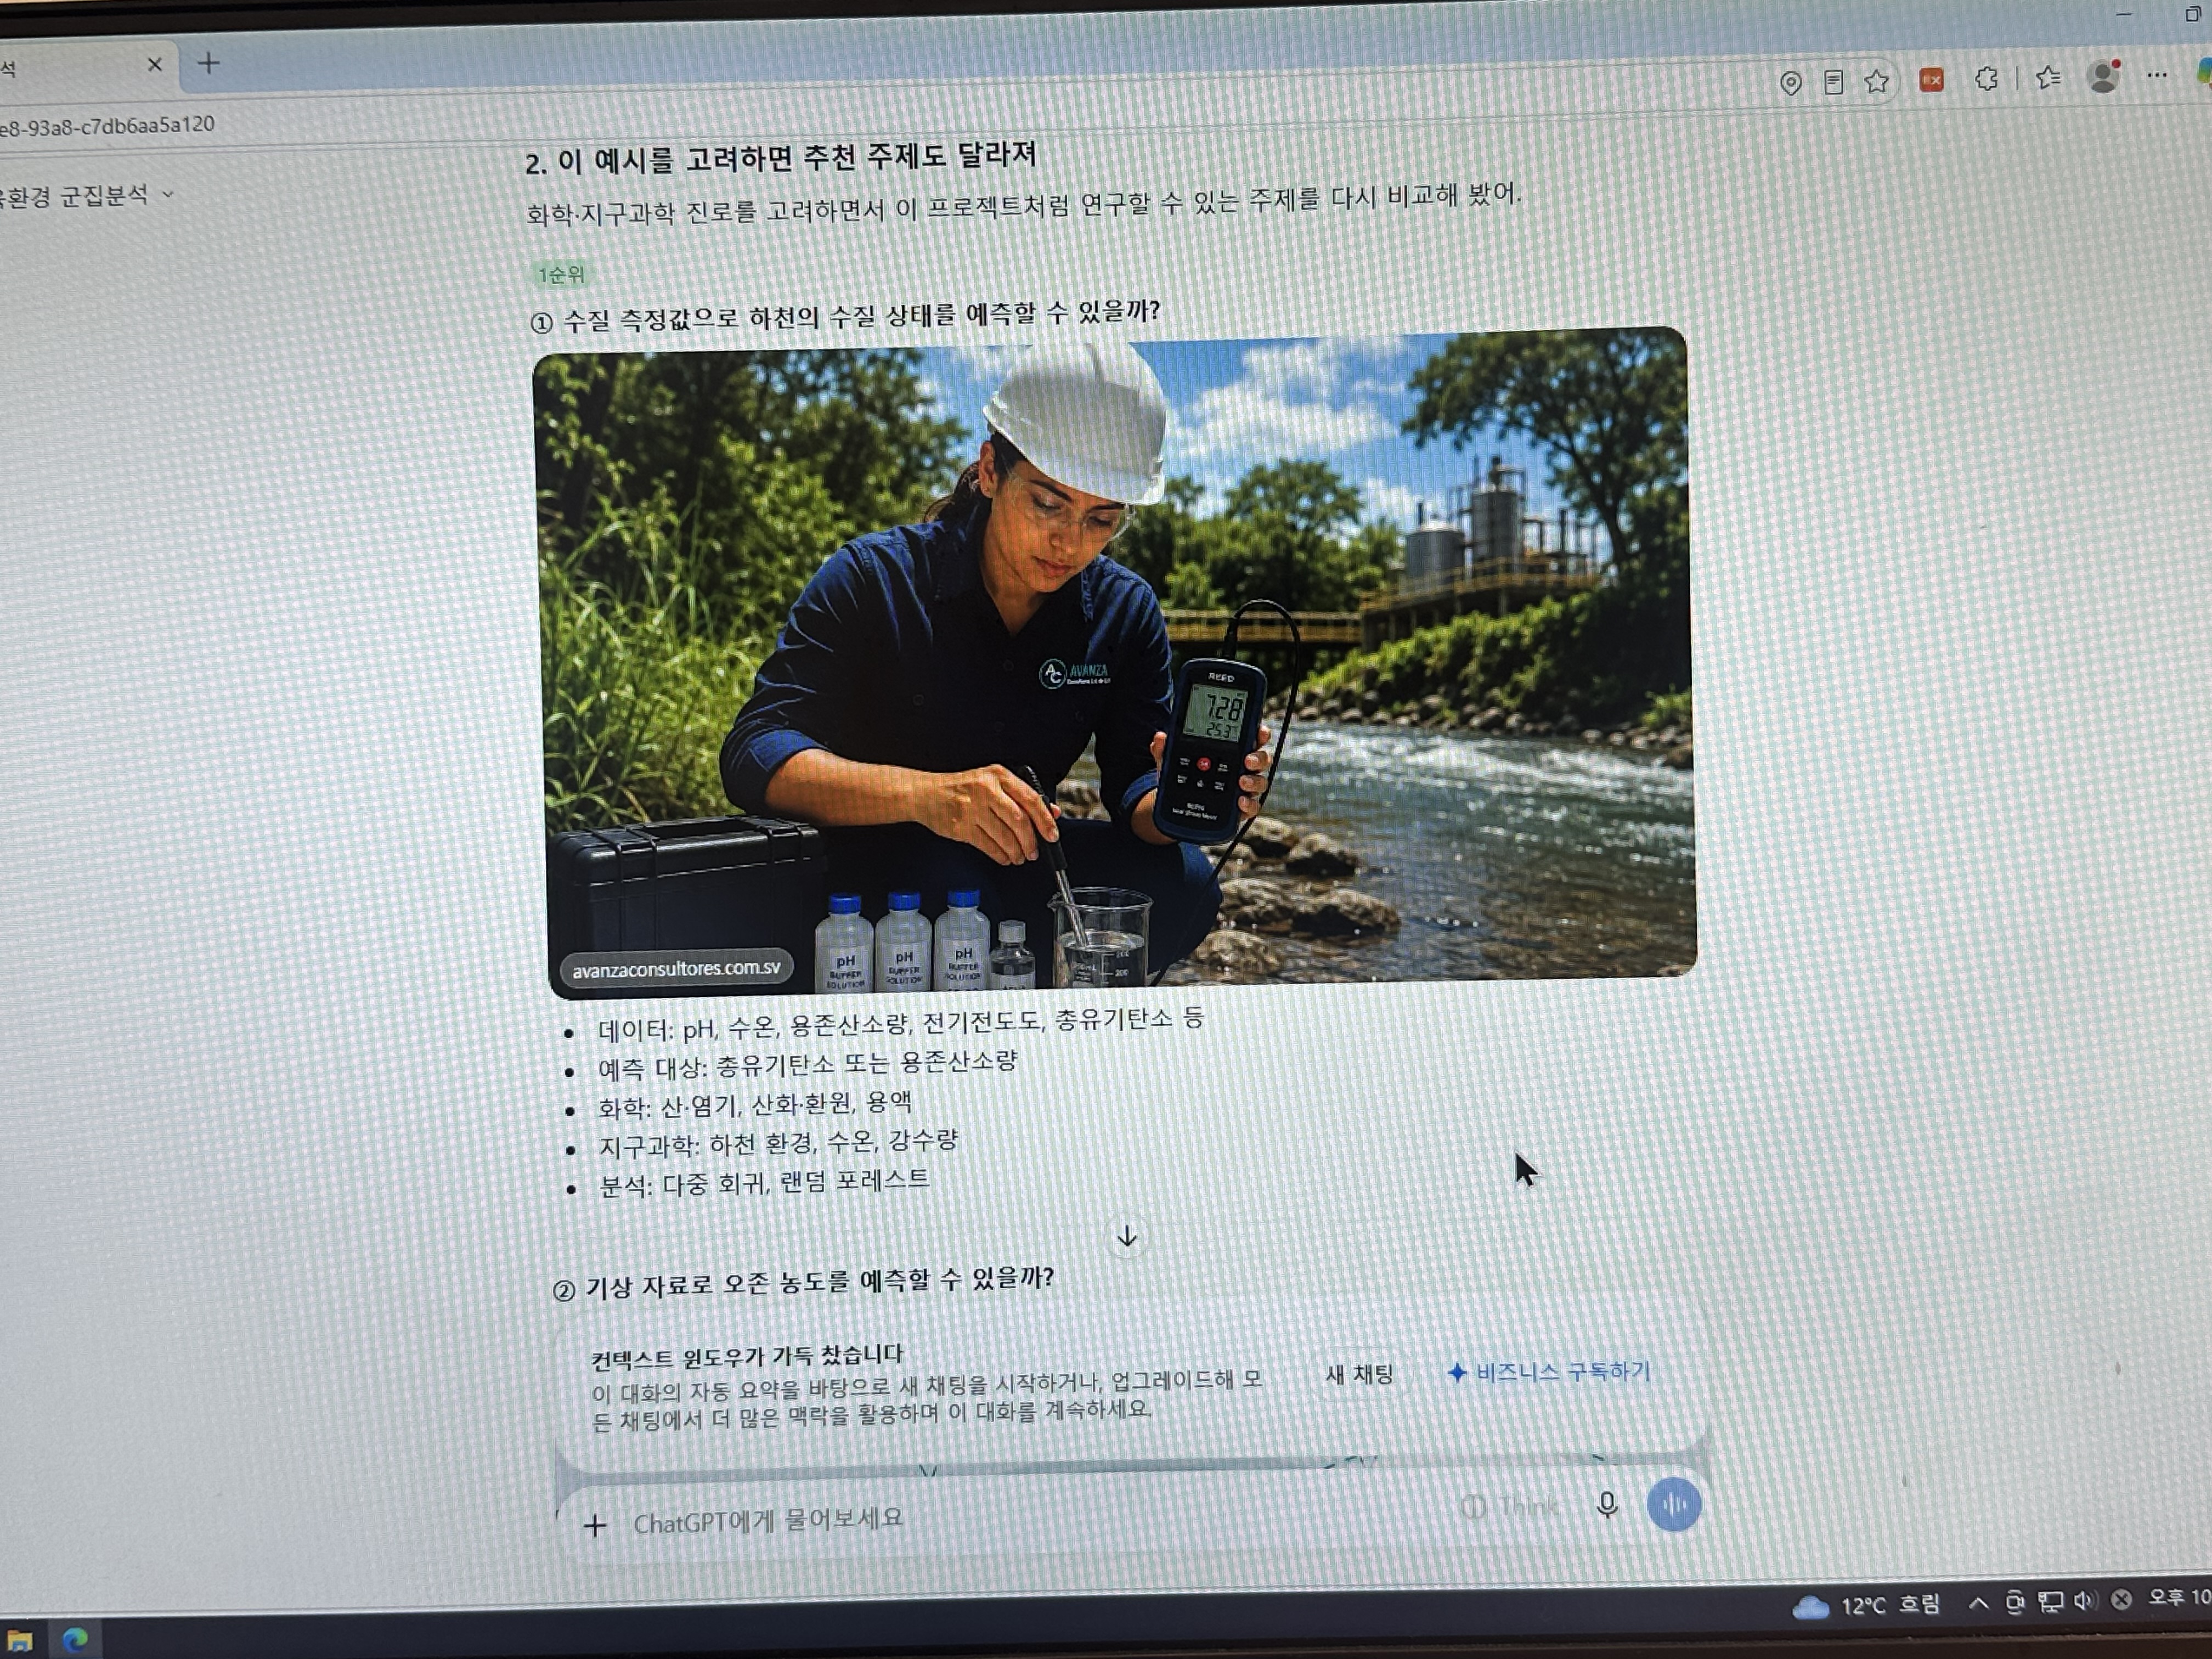 석
e8-93a8-c7db6aa5a120
환경 군집분석
2. 이 예시를 고려하면 추천 주제도 달라져
화학·지구과학 진로를 고려하면서 이 프로젝트처럼 연구할 수 있는 주제를 다시 비교해 봤어.
1순위
① 수질 측정값으로 하천의 수질 상태를 예측할 수 있을까?
AC AVANZA
REED
7.28
25.3
pH BUFFER SOLUTION
pH BUFFER SOLUTION
pH BUFFER SOLUTION
200
avanzaconsultores.com.sv
• 데이터: pH, 수온, 용존산소량, 전기전도도, 총유기탄소 등
• 예측 대상: 총유기탄소 또는 용존산소량
• 화학: 산·염기, 산화·환원, 용액
• 지구과학: 하천 환경, 수온, 강수량
• 분석: 다중 회귀, 랜덤 포레스트
② 기상 자료로 오존 농도를 예측할 수 있을까?
컨텍스트 윈도우가 가득 찼습니다
이 대화의 자동 요약을 바탕으로 새 채팅을 시작하거나, 업그레이드해 모
든 채팅에서 더 많은 맥락을 활용하며 이 대화를 계속하세요.
새 채팅
비즈니스 구독하기
ChatGPT에게 물어보세요
Think
12°C 흐림
오후 10